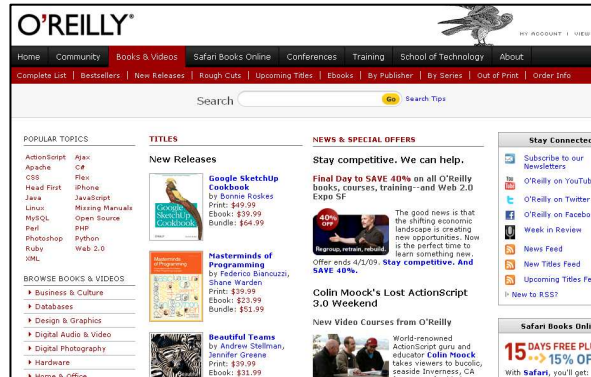 O'REILLY®
MY ACCOUNT | VIEW
Home Community Books & Videos Safari Books Online Conferences Training School of Technology About
Complete List | Bestsellers | New Releases | Rough Cuts | Upcoming Titles | Ebooks | By Publisher | By Series | Out of Print | Order Info
Search Go Search Tips
POPULAR TOPICS
ActionScript Ajax
Apache C#
CSS Flex
Head First iPhone
Java JavaScript
Linux Missing Manuals
MySQL Open Source
Perl PHP
Photoshop Python
Ruby Web 2.0
XML
BROWSE BOOKS & VIDEOS
Business & Culture
Databases
Design & Graphics
Digital Audio & Video
Digital Photography
Hardware
Home & Office
TITLES
New Releases
Google SketchUp
Cookbook
by Bonnie Roskes
Print: $49.99
Ebook: $39.99
Bundle: $64.99
Google
SketchUp
Cookbook
Masterminds of
Programming
by Federico Biancuzzi,
Shane Warden
Print: $39.99
Ebook: $23.99
Bundle: $51.99
Masterminds of
Programming
Beautiful Teams
by Andrew Stellman,
Jennifer Greene
Print: $39.99
Ebook: $31.99
NEWS & SPECIAL OFFERS
Stay competitive. We can help.
Final Day to SAVE 40% on all O'Reilly
books, courses, training--and Web 2.0
Expo SF
40%
OFF
Regroup, retrain, rebuild.
The good news is that
the shifting economic
landscape is creating
new opportunities. Now
is the perfect time to
learn something new.
Offer ends 4/1/09. Stay competitive. And
SAVE 40%.
Colin Moock's Lost ActionScript
3.0 Weekend
New Video Courses from O'Reilly
World-renowned
ActionScript guru and
educator Colin Moock
takes viewers to bucolic,
seaside Inverness, CA
Stay Connected
Subscribe to our
Newsletters
You
Tube
O'Reilly on YouTub
O'Reilly on Twitter
O'Reilly on Facebo
Week in Review
News Feed
New Titles Feed
Upcoming Titles Fe
New to RSS?
Safari Books Onli
15 DAYS FREE PLU
15% OF
With Safari, you'll get: